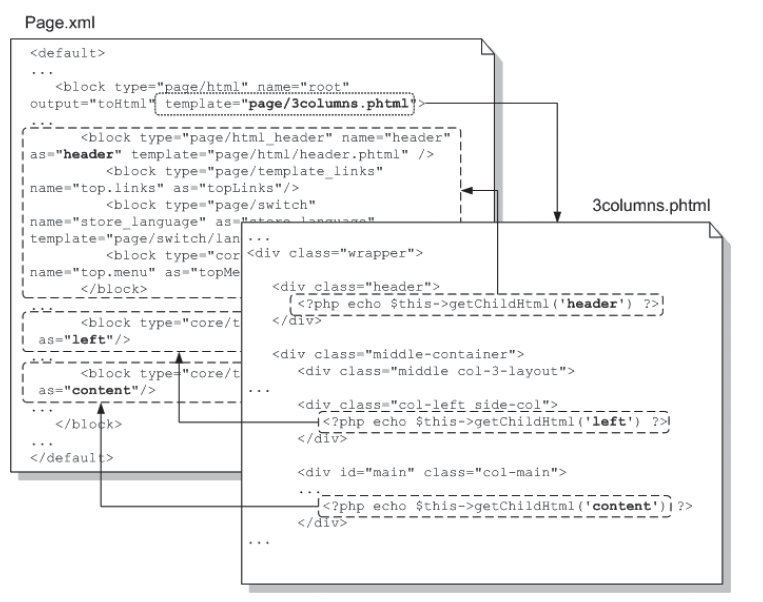 Page.xml
<default>
...
<block type="page/html" name="root"
output="toHtml" template="page/3columns.phtml">
...
<block type="page/html_header" name="header"
as="header" template="page/html/header.phtml" />
<block type="page/template_links"
name="top.links" as="topLinks"/>
<block type="page/switch"
name="store_language" as="store_language"
template="page/switch/lan
<block type="cor
name="top.menu" as="topMe
</block>
...
<block type="core/t
as="left"/>
...
<block type="core/t
as="content"/>
...
</block>
...
</default>
3columns.phtml
...
<div class="wrapper">
<div class="header">
<?php echo $this->getChildHtml('header') ?>
</div>
<div class="middle-container">
<div class="middle col-3-layout">
...
<div class="col-left side-col">
<?php echo $this->getChildHtml('left') ?>
</div>
<div id="main" class="col-main">
...
<?php echo $this->getChildHtml('content') ?>
</div>
...